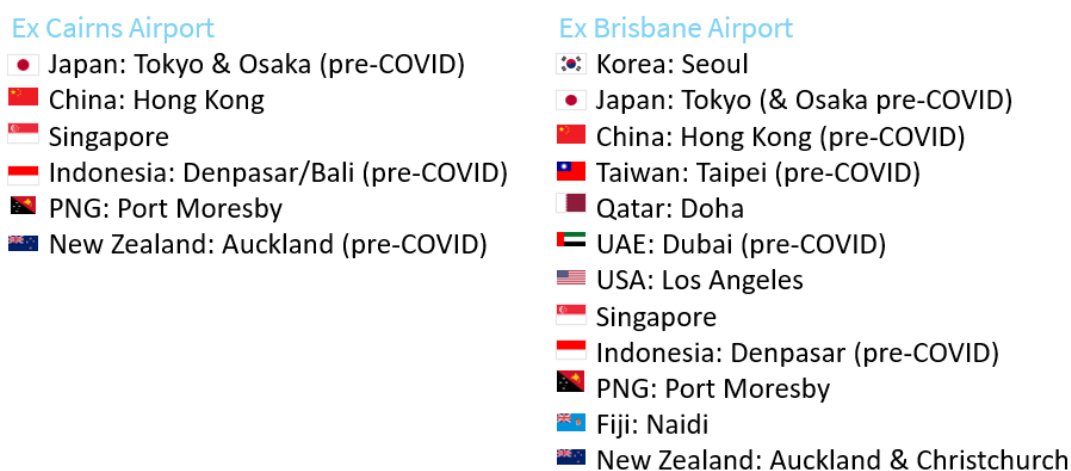 Ex Cairns Airport
Japan: Tokyo & Osaka (pre-COVID)
China: Hong Kong
Singapore
Indonesia: Denpasar/Bali (pre-COVID)
PNG: Port Moresby
New Zealand: Auckland (pre-COVID)
Ex Brisbane Airport
Korea: Seoul
Japan: Tokyo (& Osaka pre-COVID)
China: Hong Kong (pre-COVID)
Taiwan: Taipei (pre-COVID)
Qatar: Doha
UAE: Dubai (pre-COVID)
USA: Los Angeles
Singapore
Indonesia: Denpasar (pre-COVID)
PNG: Port Moresby
Fiji: Naidi
New Zealand: Auckland & Christchurch